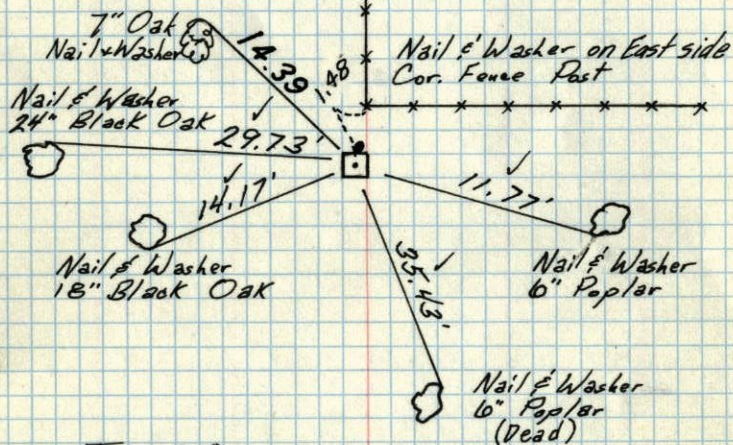 7" Oak
Nail & Washer
14.39
1.48
Nail & Washer on East side
Cor. Fence Post
Nail & Washer
24" Black Oak
29.73'
14.17'
11.77'
Nail & Washer
18" Black Oak
35.43'
Nail & Washer
6" Poplar
Nail & Washer
6" Poplar
(Dead)